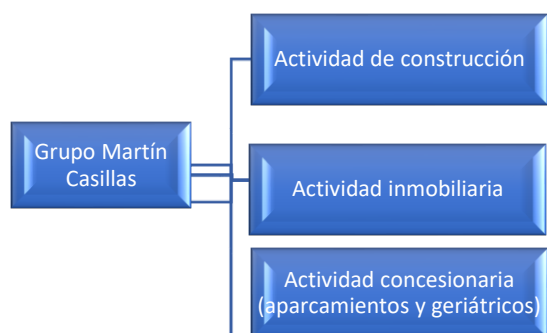 Actividad de construcción
Grupo Martín
Casillas
Actividad inmobiliaria
Actividad concesionaria
(aparcamientos y geriátricos)